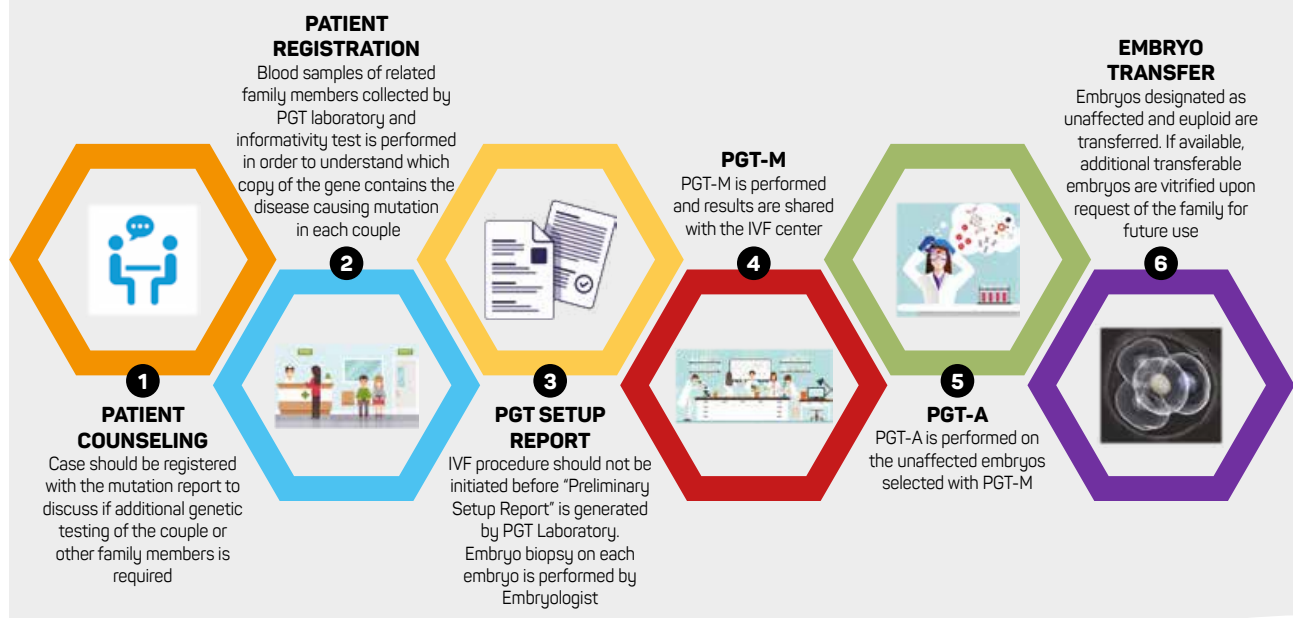 1
PATIENT
COUNSELING
Case should be registered
with the mutation report to
discuss if additional genetic
testing of the couple or
other family members is
required
PATIENT
REGISTRATION
Blood samples of related
family members collected by
PGT laboratory and
informativity test is performed
in order to understand which
copy of the gene contains the
disease causing mutation
in each couple
2
3
PGT SETUP
REPORT
IVF procedure should not be
initiated before “Preliminary
Setup Report” is generated
by PGT Laboratory.
Embryo biopsy on each
embryo is performed by
Embryologist
PGT-M
PGT-M is performed
and results are shared
with the IVF center
4
5
PGT-A
PGT-A is performed on
the unaffected embryos
selected with PGT-M
EMBRYO
TRANSFER
Embryos designated as
unaffected and euploid are
transferred. If available,
additional transferable
embryos are vitrified upon
request of the family for
future use
6